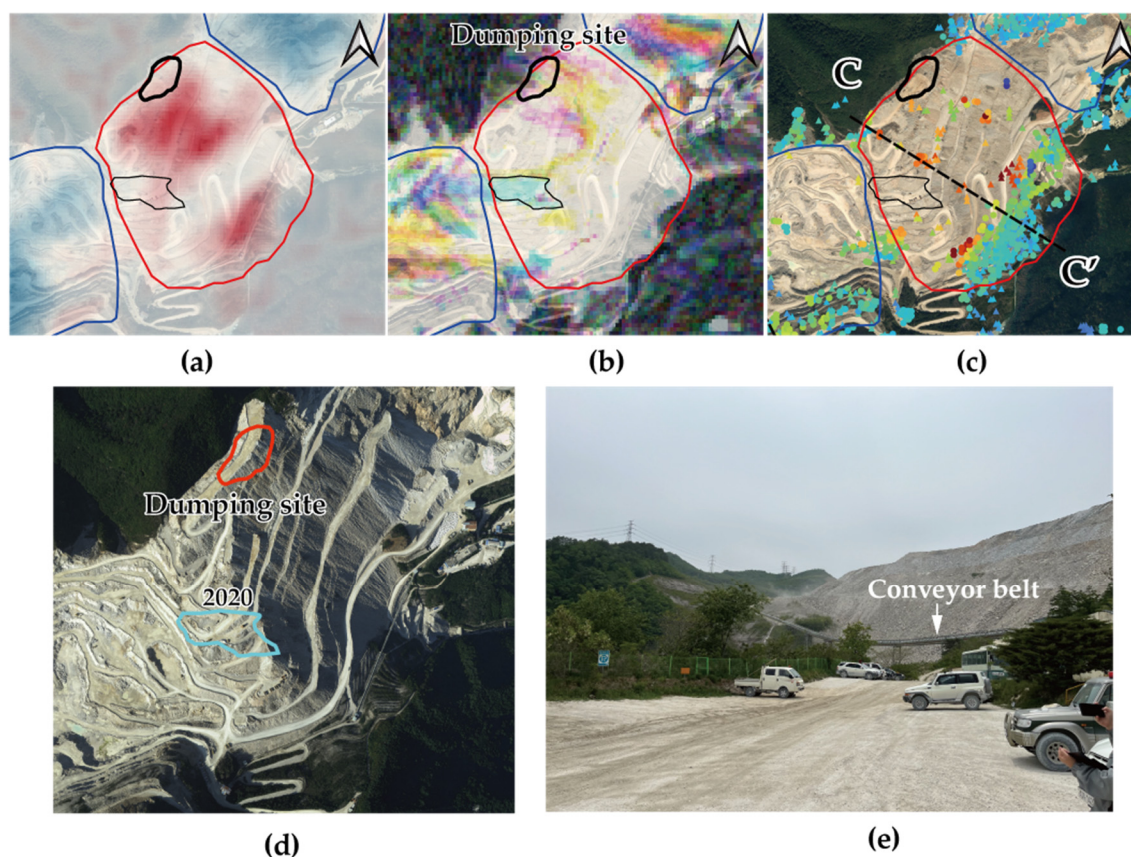 Dumping site
C
C′
(a)
(b)
(c)
Dumping site
2020
Conveyor belt
(d)
(e)